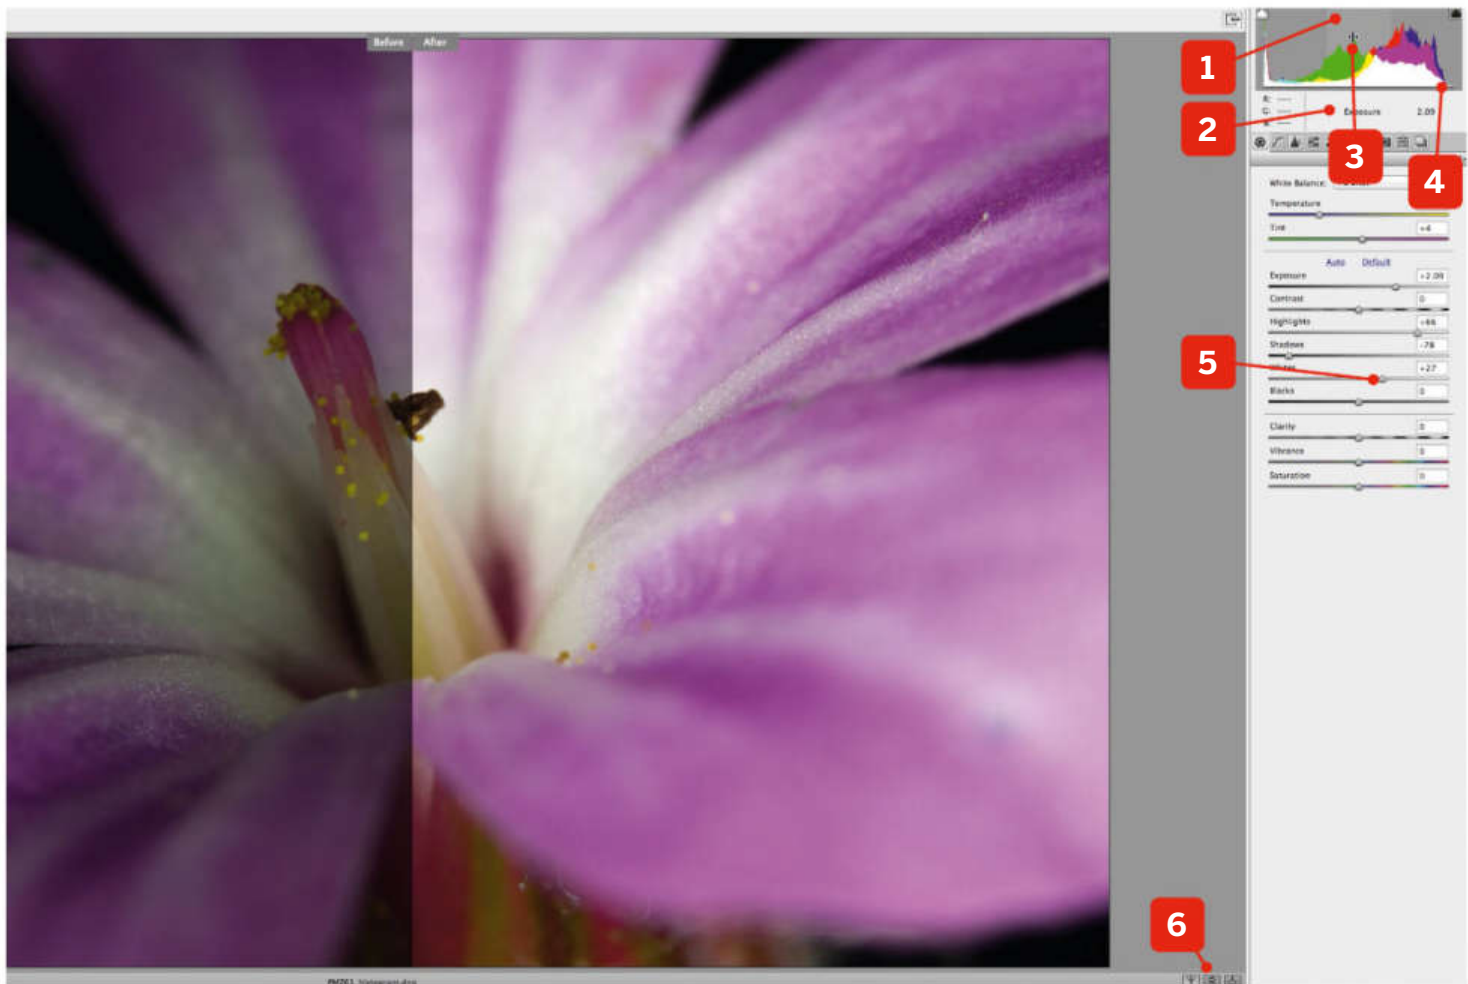 Before After
1
2
3
4
5
6
R:
G:
Exposure 2.09
White Balance:
Temperature
Tint +4
Auto Default
Exposure +2.09
Contrast 0
Highlights +66
Shadows -78
+27
Blacks 0
Clarity 0
Vibrance 0
Saturation 0